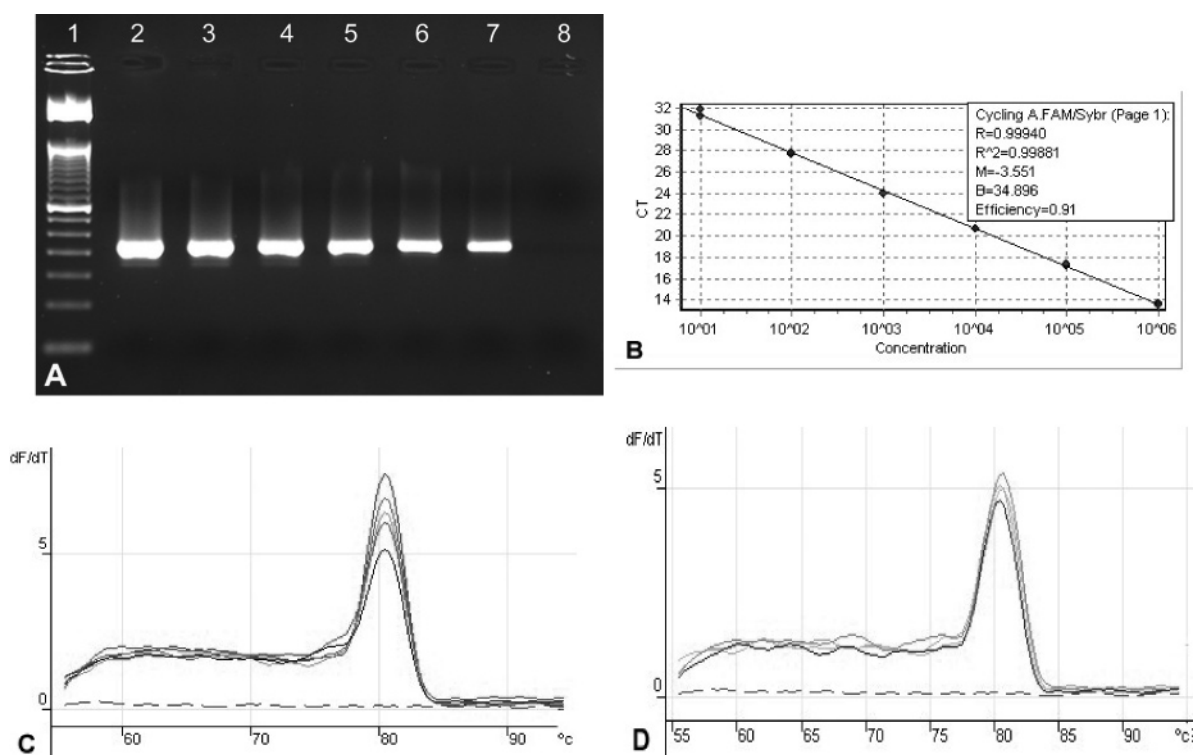 1 2 3 4 5 6 7 8
A
32
30
28
26
24
22
20
18
16
14
CT
Cycling A.FAM/Sybr (Page 1):
R=0.99940
R^2=0.99881
M=-3.551
B=34.896
Efficiency=0.91
10^01 10^02 10^03 10^04 10^05 10^06
Concentration
B
dF/dT
5
0
60 70 80 90 °c
C
dF/dT
5
0
55 60 65 70 75 80 85 90 °c
D